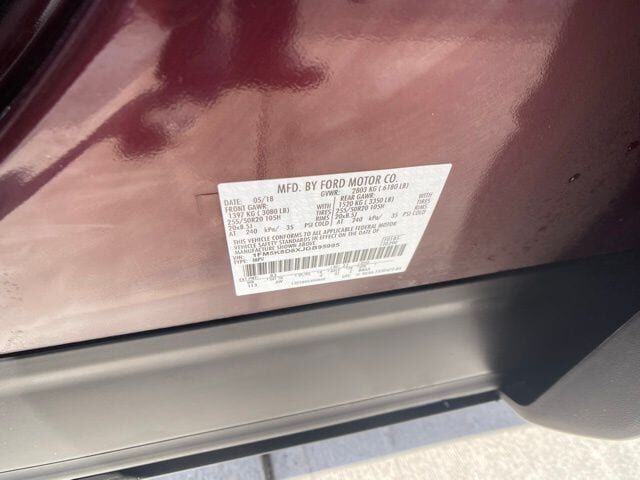 MFD. BY FORD MOTOR CO.
DATE: 05/18 GVWR: 2803 KG ( 6180 LB)
FRONT GAWR: REAR GAWR:
1397 KG ( 3080 LB) WITH 1520 KG ( 3350 LB) WITH
255/50R20 105H TIRES 255/50R20 105H TIRES
20x8.5J RIMS 20x8.5J RIMS
AT 240 kPa/ 35 PSI COLD AT 240 kPa/ 35 PSI COLD
THIS VEHICLE CONFORMS TO ALL APPLICABLE FEDERAL MOTOR
VEHICLE SAFETY STANDARDS IN EFFECT ON THE DATE OF
MANUFACTURE SHOWN ABOVE.
VIN:
TYPE: MPV